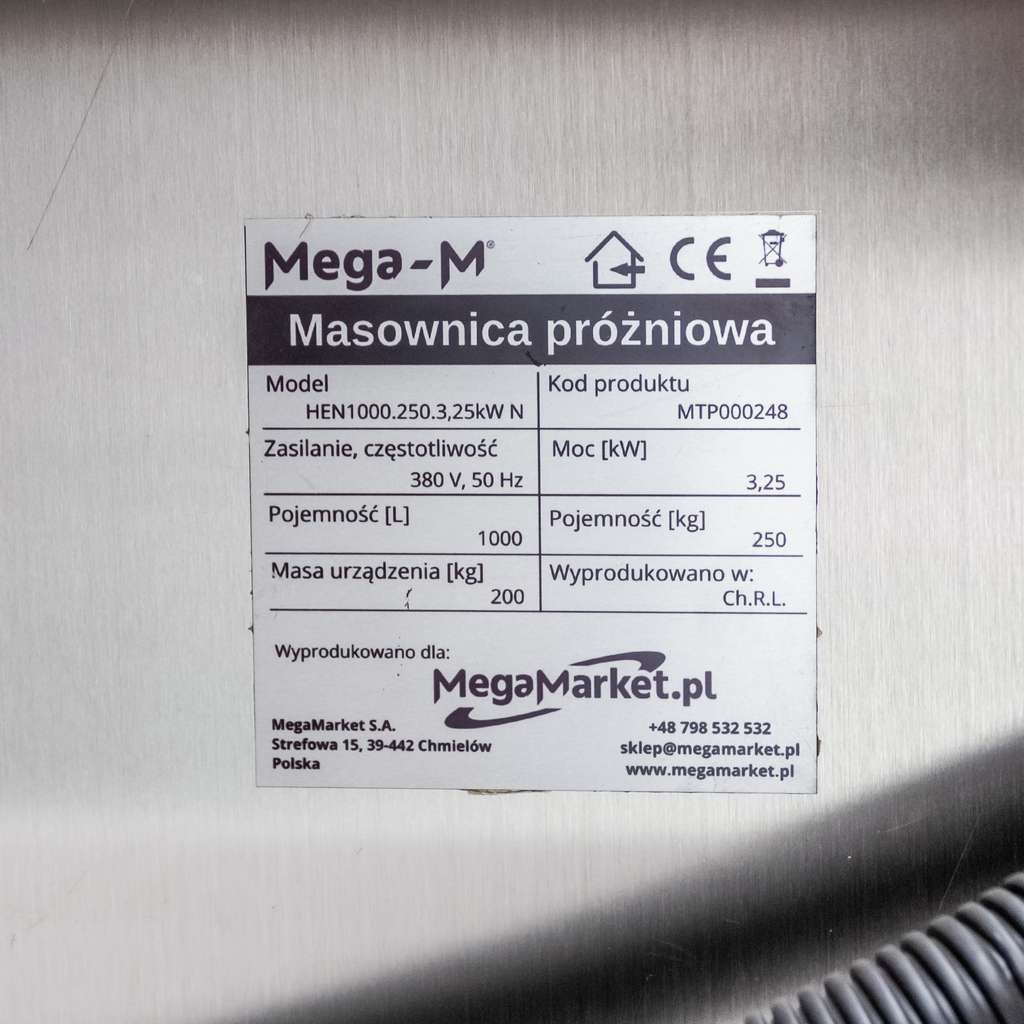 Mega-M®
CE
Masownica próżniowa
Model
HEN1000.250.3,25kW N
Kod produktu
MTP000248
Zasilanie, częstotliwość
380 V, 50 Hz
Moc [kW]
3,25
Pojemność [L]
1000
Pojemność [kg]
250
Masa urządzenia [kg]
200
Wyprodukowano w:
Ch.R.L.
Wyprodukowano dla:
MegaMarket.pl
MegaMarket S.A.
Strefowa 15, 39-442 Chmielów
Polska
+48 798 532 532
sklep@megamarket.pl
www.megamarket.pl